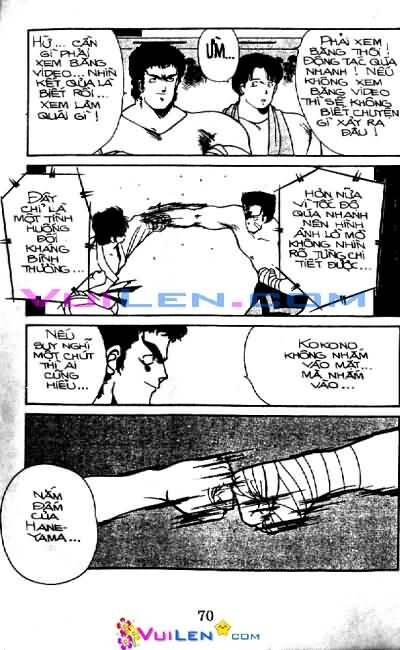 HỪ... CẦN
GÌ PHẢI
XEM BĂNG
VIDEO... NHÌN
KẾT QỦA LÀ
BIẾT RỒI...
XEM LÀM
QUÁI GÌ!
ỪM...
PHẢI XEM
BĂNG THÔI!
ĐỘNG TÁC QÚA
NHANH! NẾU
KHÔNG XEM
BĂNG VIDEO
THÌ SẼ KHÔNG
BIẾT CHUYỆN
GÌ XẢY RA
ĐÂU!
ĐÂY
CHỈ LÀ
MỘT TÌNH
HUỐNG
ĐỐI
KHÁNG
BÌNH
THƯỜNG...
HƠN NỮA
VÌ TỐC ĐỘ
QÚA NHANH
NÊN HÌNH
ẢNH LỜ MỜ
KHÔNG NHÌN
RÕ TỪNG CHI
TIẾT ĐƯỢC...
VUILEN.COM
NẾU
SUY NGHĨ
MỘT CHÚT
THÌ AI
CŨNG
HIỂU...
KOKONO
KHÔNG NHẮM
VÀO MẶT...
MÀ NHẮM
VÀO...
NẮM
ĐẤM
CỦA
HANE-
YAMA...
70
VUILEN.COM